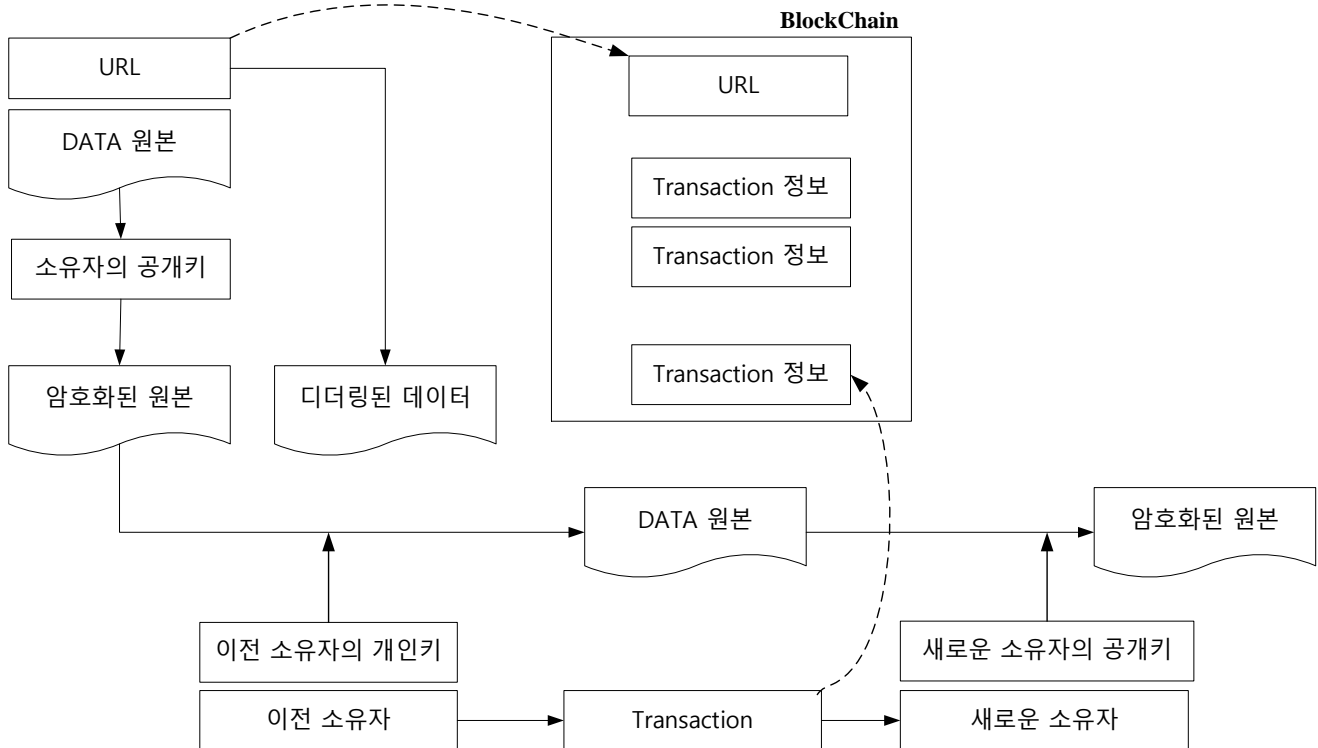 BlockChain
URL
URL
DATA 원본
Transaction 정보
소유자의 공개키
Transaction 정보
암호화된 원본
디더링된 데이터
Transaction 정보
DATA 원본
암호화된 원본
이전 소유자의 개인키
새로운 소유자의 공개키
이전 소유자
Transaction
새로운 소유자